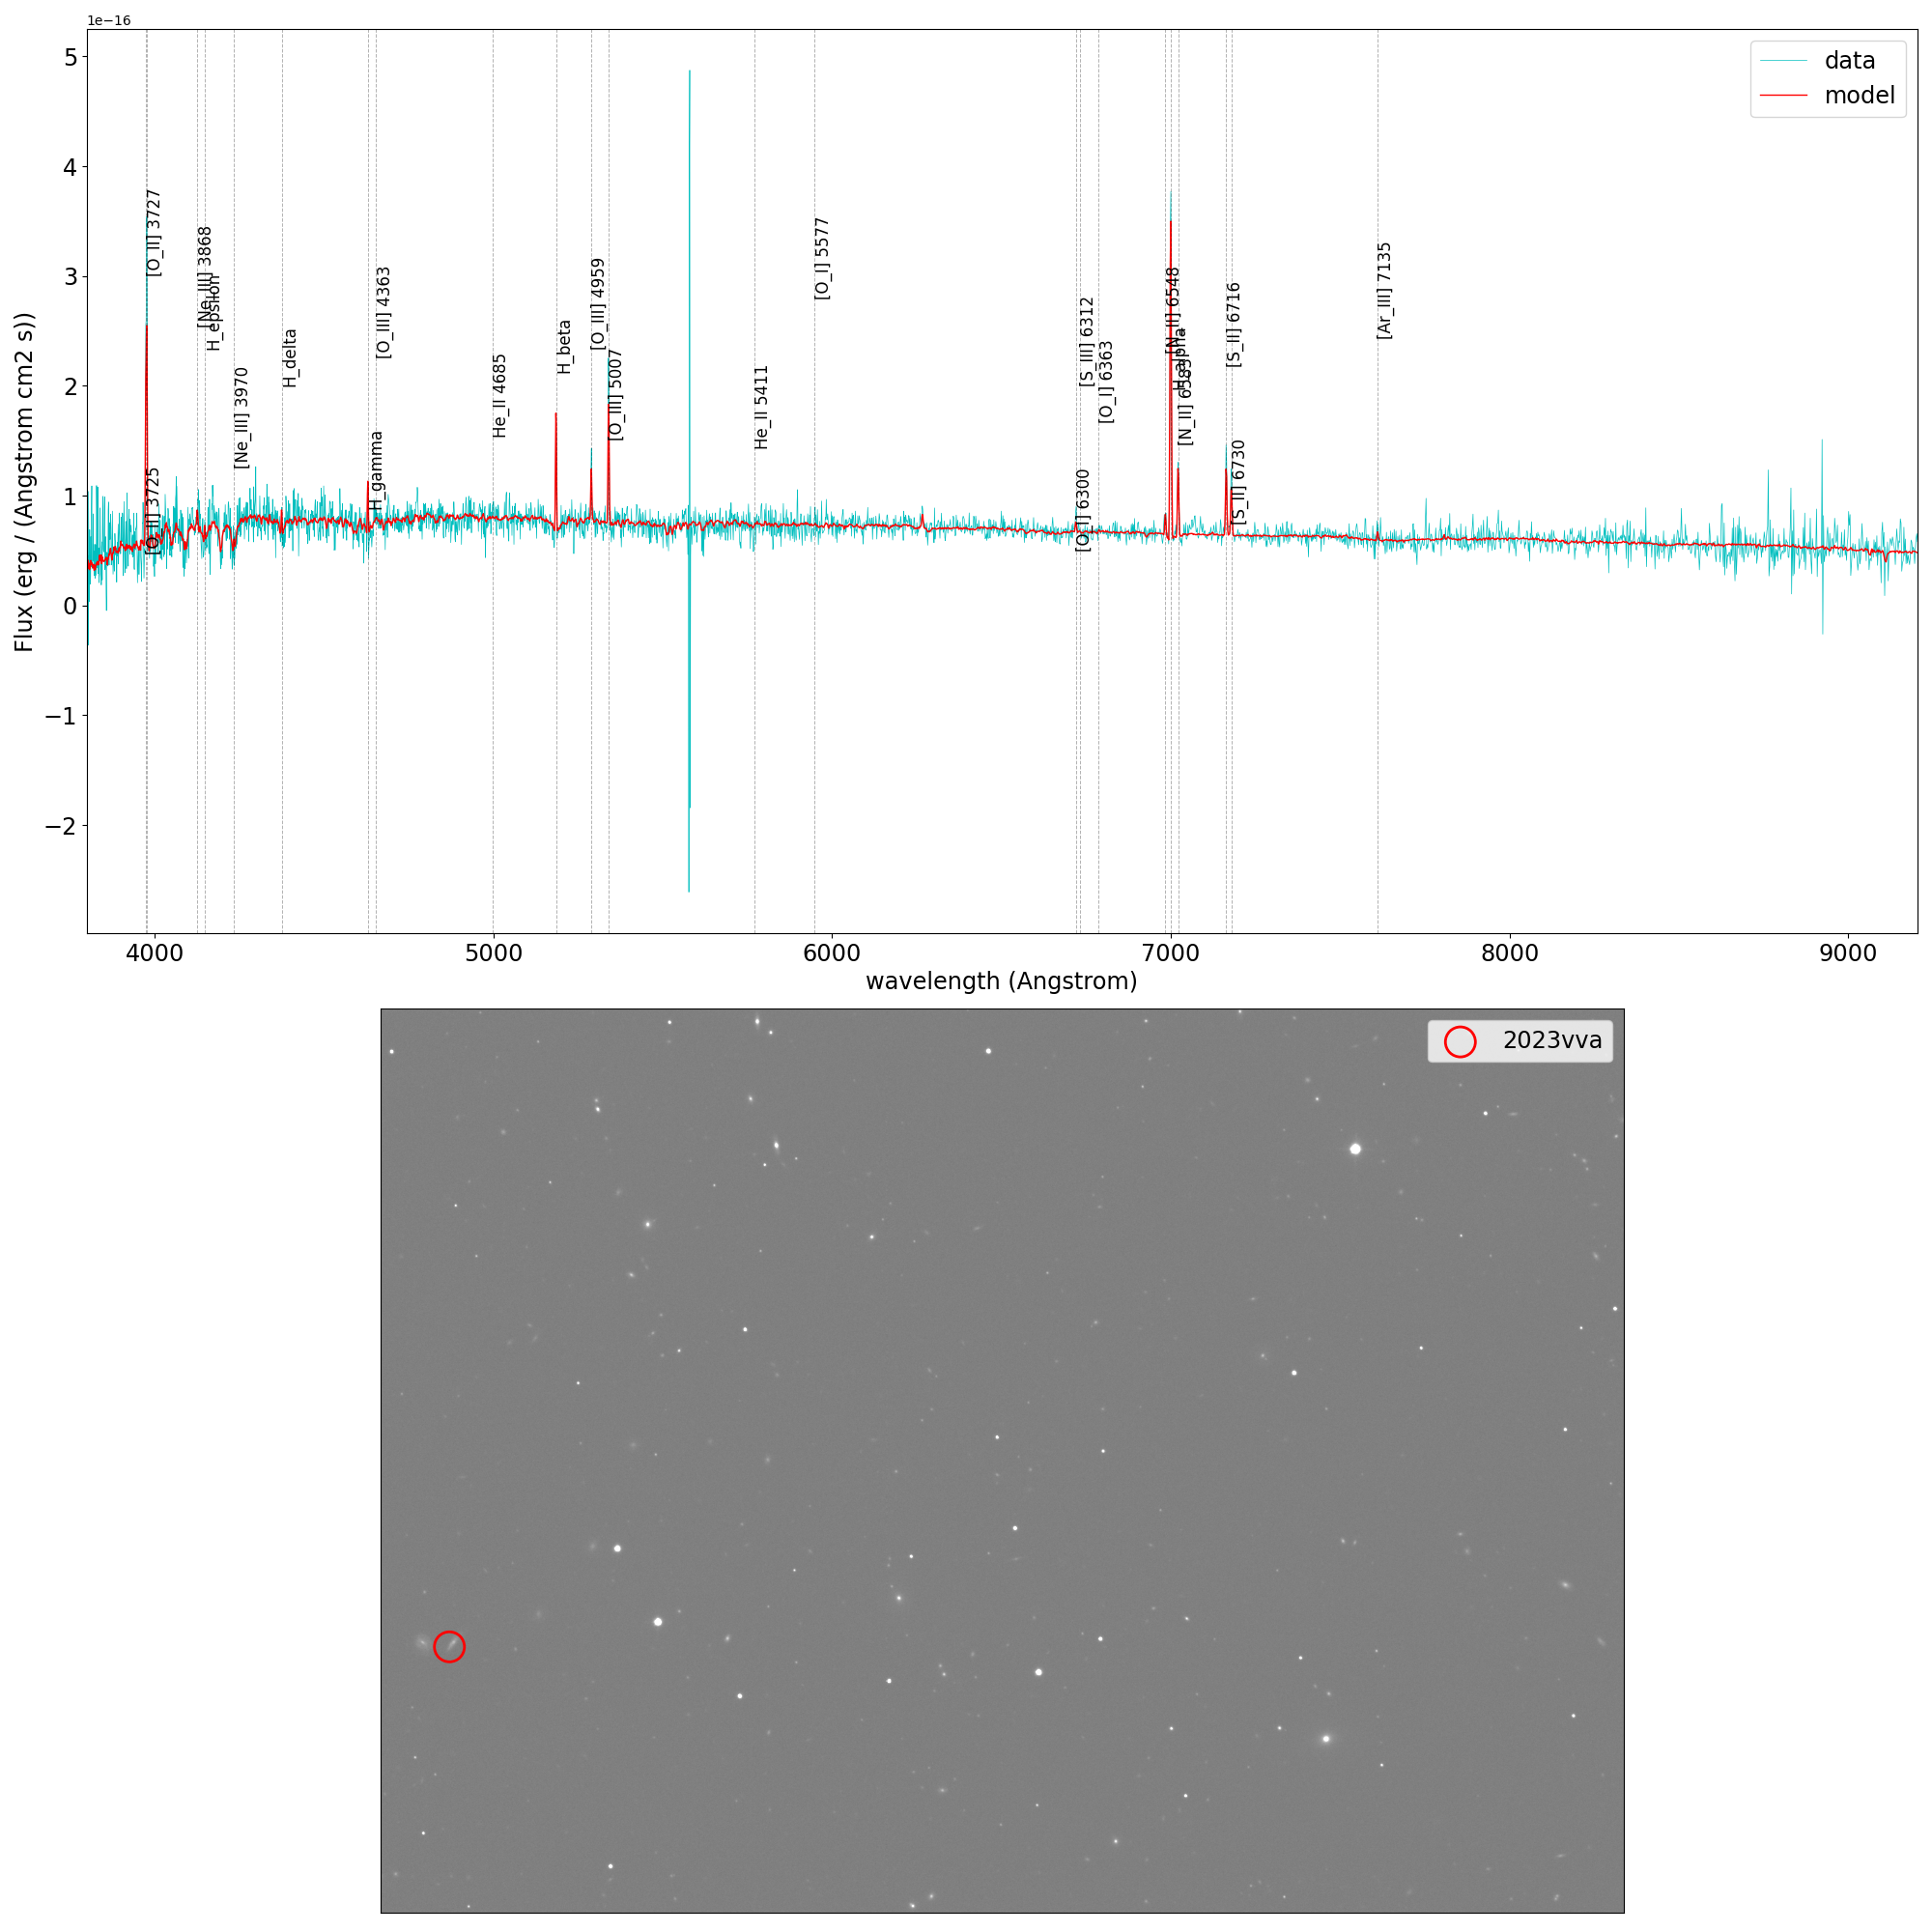 1e−16
data
model
5
4
3
2
1
0
−1
−2
Flux (erg / (Angstrom cm2 s))
[O_II] 3727
[O_II] 3725
[Ne_III] 3868
H_epsilon
[Ne_III] 3970
H_delta
H_gamma
[O_III] 4363
He_II 4685
H_beta
[O_III] 4959
[O_III] 5007
He_II 5411
[O_I] 5577
[O_I] 6300
[S_III] 6312
[O_I] 6363
[N_II] 6548
H_alpha
[N_II] 6583
[S_II] 6716
[S_II] 6730
[Ar_III] 7135
4000
5000
6000
7000
8000
9000
wavelength (Angstrom)
2023vva